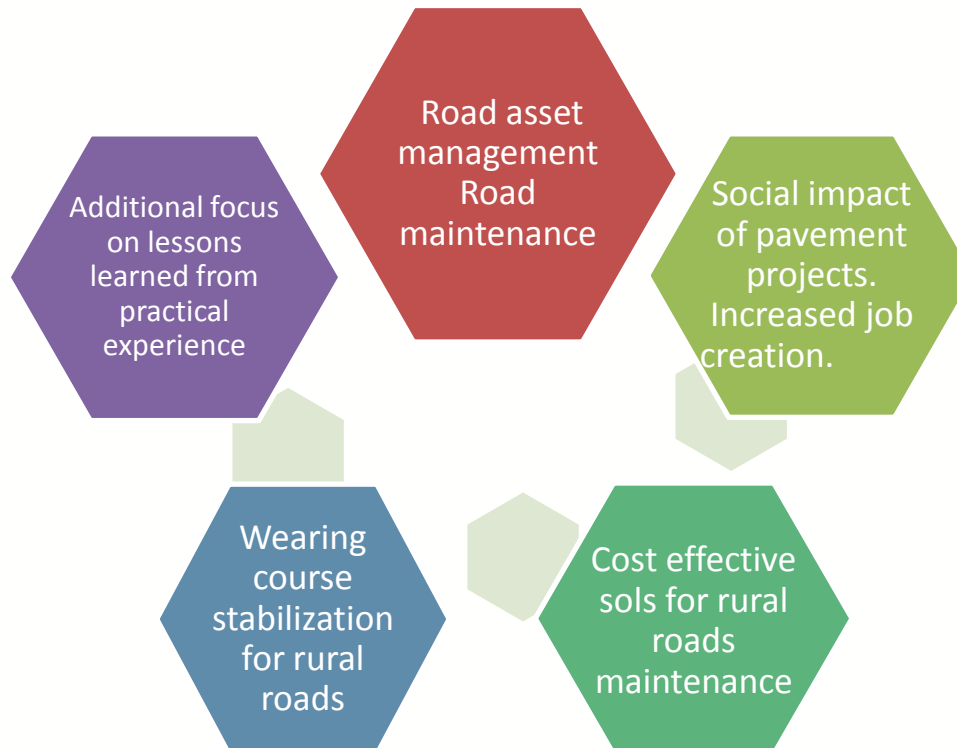 Road asset
management
Road
maintenance
Social impact
of pavement
projects.
Increased job
creation.
Cost effective
sols for rural
roads
maintenance
Wearing
course
stabilization
for rural
roads
Additional focus
on lessons
learned from
practical
experience